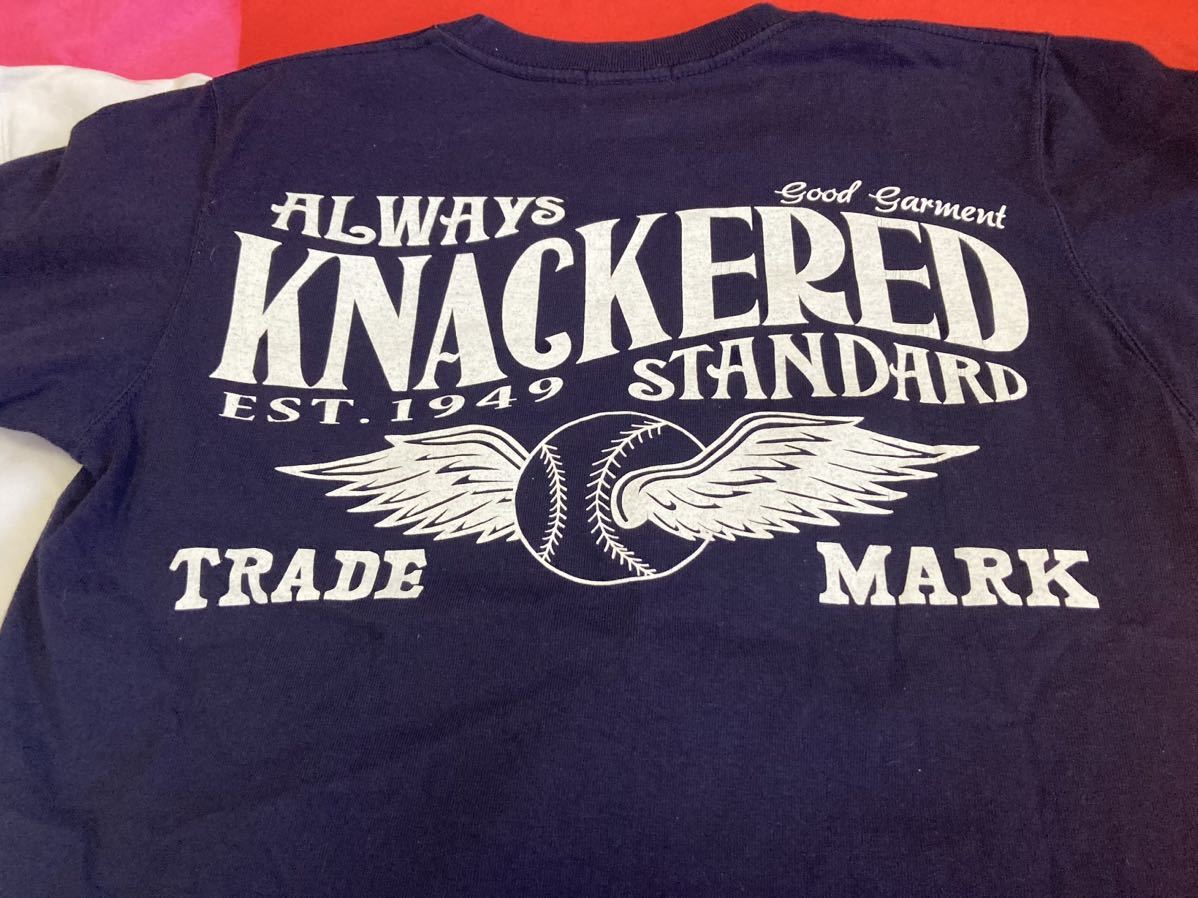 ALWAYS
Good Garment
KNACKERED
EST. 1949
STANDARD
TRADE MARK